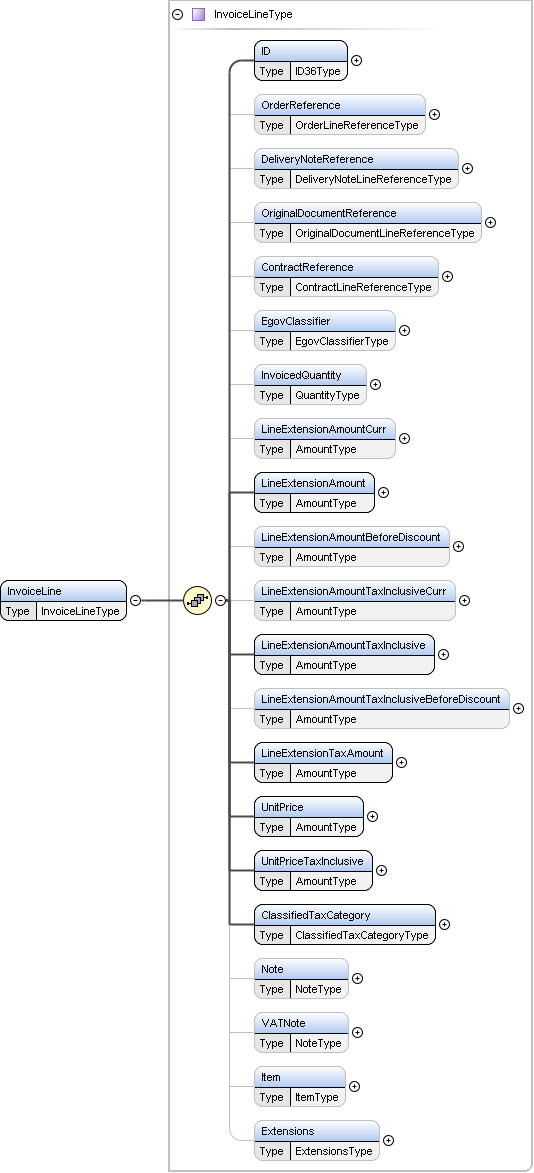 InvoiceLineType
ID
Type ID36Type
OrderReference
Type OrderLineReferenceType
DeliveryNoteReference
Type DeliveryNoteLineReferenceType
OriginalDocumentReference
Type OriginalDocumentLineReferenceType
ContractReference
Type ContractLineReferenceType
EgovClassifier
Type EgovClassifierType
InvoicedQuantity
Type QuantityType
LineExtensionAmountCurr
Type AmountType
LineExtensionAmount
Type AmountType
LineExtensionAmountBeforeDiscount
Type AmountType
InvoiceLine
Type InvoiceLineType
LineExtensionAmountTaxInclusiveCurr
Type AmountType
LineExtensionAmountTaxInclusive
Type AmountType
LineExtensionAmountTaxInclusiveBeforeDiscount
Type AmountType
LineExtensionTaxAmount
Type AmountType
UnitPrice
Type AmountType
UnitPriceTaxInclusive
Type AmountType
ClassifiedTaxCategory
Type ClassifiedTaxCategoryType
Note
Type NoteType
VATNote
Type NoteType
Item
Type ItemType
Extensions
Type ExtensionsType